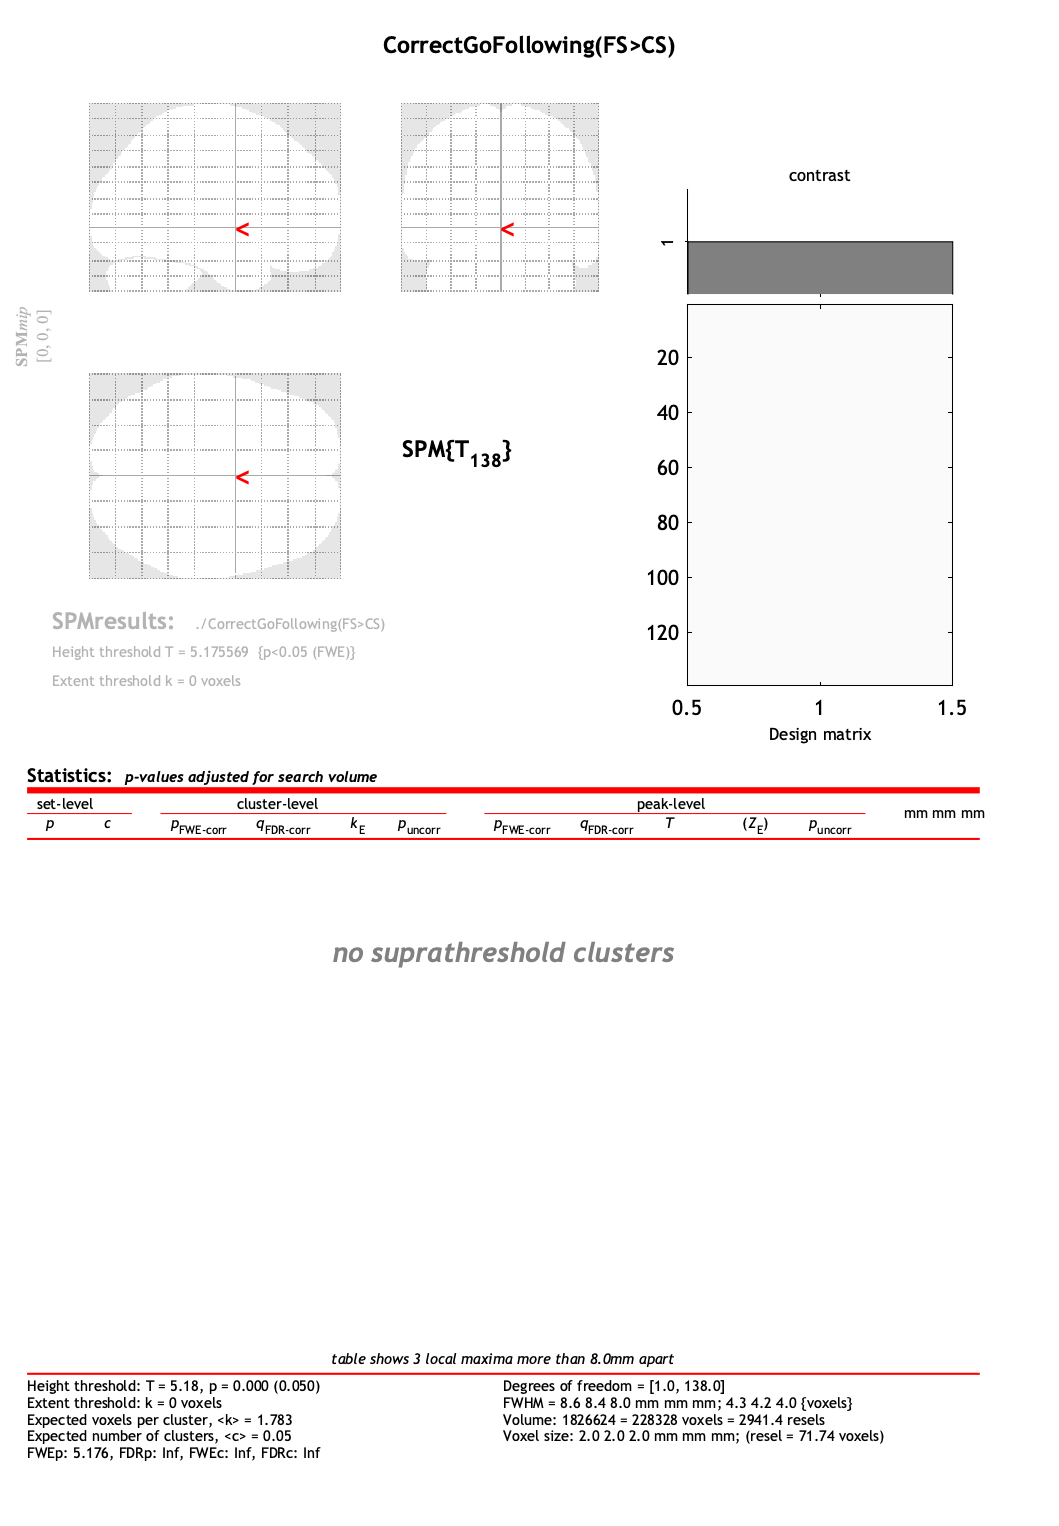 CorrectGoFollowing(FS>CS)
SPMmip
[0, 0, 0]
<
<
<
SPM{T138}
contrast
1
20
40
60
80
100
120
0.5 1 1.5
Design matrix
SPMresults: ./CorrectGoFollowing(FS>CS)
Height threshold T = 5.175569 {p<0.05 (FWE)}
Extent threshold k = 0 voxels
Statistics: p-values adjusted for search volume
set-level cluster-level peak-level mm mm mm
p c pFWE-corr qFDR-corr kE puncorr pFWE-corr qFDR-corr T (ZE) puncorr
no suprathreshold clusters
table shows 3 local maxima more than 8.0mm apart
Height threshold: T = 5.18, p = 0.000 (0.050)
Extent threshold: k = 0 voxels
Expected voxels per cluster, <k> = 1.783
Expected number of clusters, <c> = 0.05
FWEp: 5.176, FDRp: Inf, FWEc: Inf, FDRc: Inf
Degrees of freedom = [1.0, 138.0]
FWHM = 8.6 8.4 8.0 mm mm mm; 4.3 4.2 4.0 {voxels}
Volume: 1826624 = 228328 voxels = 2941.4 resels
Voxel size: 2.0 2.0 2.0 mm mm mm; (resel = 71.74 voxels)